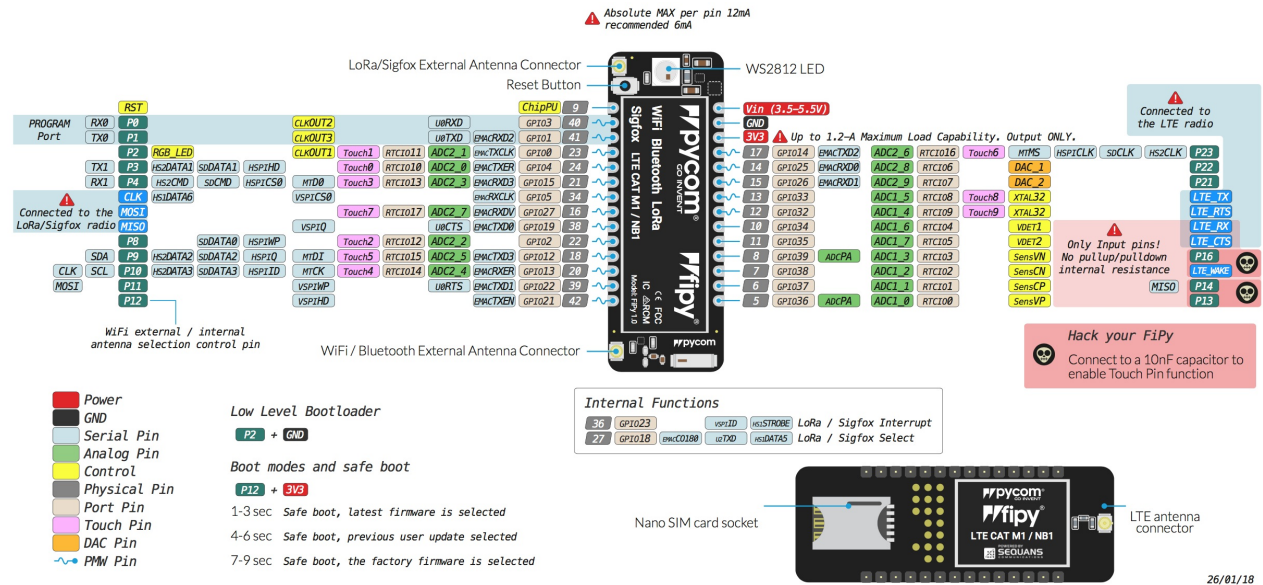 Absolute MAX per pin 12mA
recommended 6mA
LoRa/Sigfox External Antenna Connector
WS2812 LED
Reset Button
RST ChipPU 9 Vin (3.5–5.5V)
PROGRAM
Port
RX0 P0 CLKOUT2 U0RXD GPIO3 40 GND
TX0 P1 CLKOUT3 U0TXD EMACRXD2 GPIO1 41 3V3 Up to 1.2–A Maximum Load Capability. Output ONLY.
Connected to
the LTE radio
P2 RGB_LED CLKOUT1 Touch1 RTCIO11 ADC2_1 EMACTXCLK GPIO0 23 17 GPIO14 EMACTXD2 ADC2_6 RTCIO16 Touch6 MTMS HSPICLK SDCLK HS2CLK P23
TX1 P3 HS2DATA1 SDDATA1 HSPIHD Touch0 RTCIO10 ADC2_0 EMACTXER GPIO4 24 14 GPIO25 EMACRXD0 ADC2_8 RTCIO6 DAC_1 P22
RX1 P4 HS2CMD SDCMD HSPICS0 MTD0 Touch3 RTCIO13 ADC2_3 EMACRXD3 GPIO15 21 15 GPIO26 EMACRXD1 ADC2_9 RTCIO7 DAC_2 P21
CLK HS1DATA6 VSPICS0 EMACRXCLK GPIO5 34 13 GPIO33 ADC1_5 RTCIO8 Touch8 XTAL32 LTE_TX
Connected to the
LoRa/Sigfox radio
MOSI Touch7 RTCIO17 ADC2_7 EMACRXDV GPIO27 16 12 GPIO32 ADC1_4 RTCIO9 Touch9 XTAL32 LTE_RTS
MISO VSPIQ U0CTS EMACTXD0 GPIO19 38 10 GPIO34 ADC1_6 RTCIO4 VDET1 LTE_RX
P8 SDDATA0 HSPIWP Touch2 RTCIO12 ADC2_2 GPIO2 22 11 GPIO35 ADC1_7 RTCIO5 VDET2 LTE_CTS
Only Input pins!
No pullup/pulldown
internal resistance
SDA P9 HS2DATA2 SDDATA2 HSPIQ MTDI Touch5 RTCIO15 ADC2_5 EMACTXD3 GPIO12 18 8 GPIO39 ADCPA ADC1_3 RTCIO3 SensVN P16
CLK SCL P10 HS2DATA3 SDDATA3 HSPIID MTCK Touch4 RTCIO14 ADC2_4 EMACRXER GPIO13 20 7 GPIO38 ADC1_2 RTCIO2 SensCN LTE_WAKE
MOSI P11 VSPIWP U0RTS EMACTXD1 GPIO22 39 6 GPIO37 ADC1_1 RTCIO1 SensCP MISO P14
P12 VSPIHD EMACTXEN GPIO21 42 5 GPIO36 ADCPA ADC1_0 RTCIO0 SensVP P13
pycom
GO INVENT
WiFi Bluetooth LoRa
Sigfox LTE CAT M1 / NB1
fipy
CE FCC
IC RCM
Model: FiPy 1.0
pycom
WiFi external / internal
antenna selection control pin
WiFi / Bluetooth External Antenna Connector
Hack your FiPy
Connect to a 10nF capacitor to
enable Touch Pin function
Power
GND
Serial Pin
Analog Pin
Control
Physical Pin
Port Pin
Touch Pin
DAC Pin
PMW Pin
Low Level Bootloader
P2 + GND
Boot modes and safe boot
P12 + 3V3
1-3 sec Safe boot, latest firmware is selected
4-6 sec Safe boot, previous user update selected
7-9 sec Safe boot, the factory firmware is selected
Internal Functions
36 GPIO23 VSPIID HS1STROBE LoRa / Sigfox Interrupt
27 GPIO18 EMACCO180 U2TXD HS1DATA5 LoRa / Sigfox Select
Nano SIM card socket
pycom
GO INVENT
fipy
LTE CAT M1 / NB1
POWERED BY
SEQUANS
COMMUNICATIONS
LTE antenna
connector
26/01/18